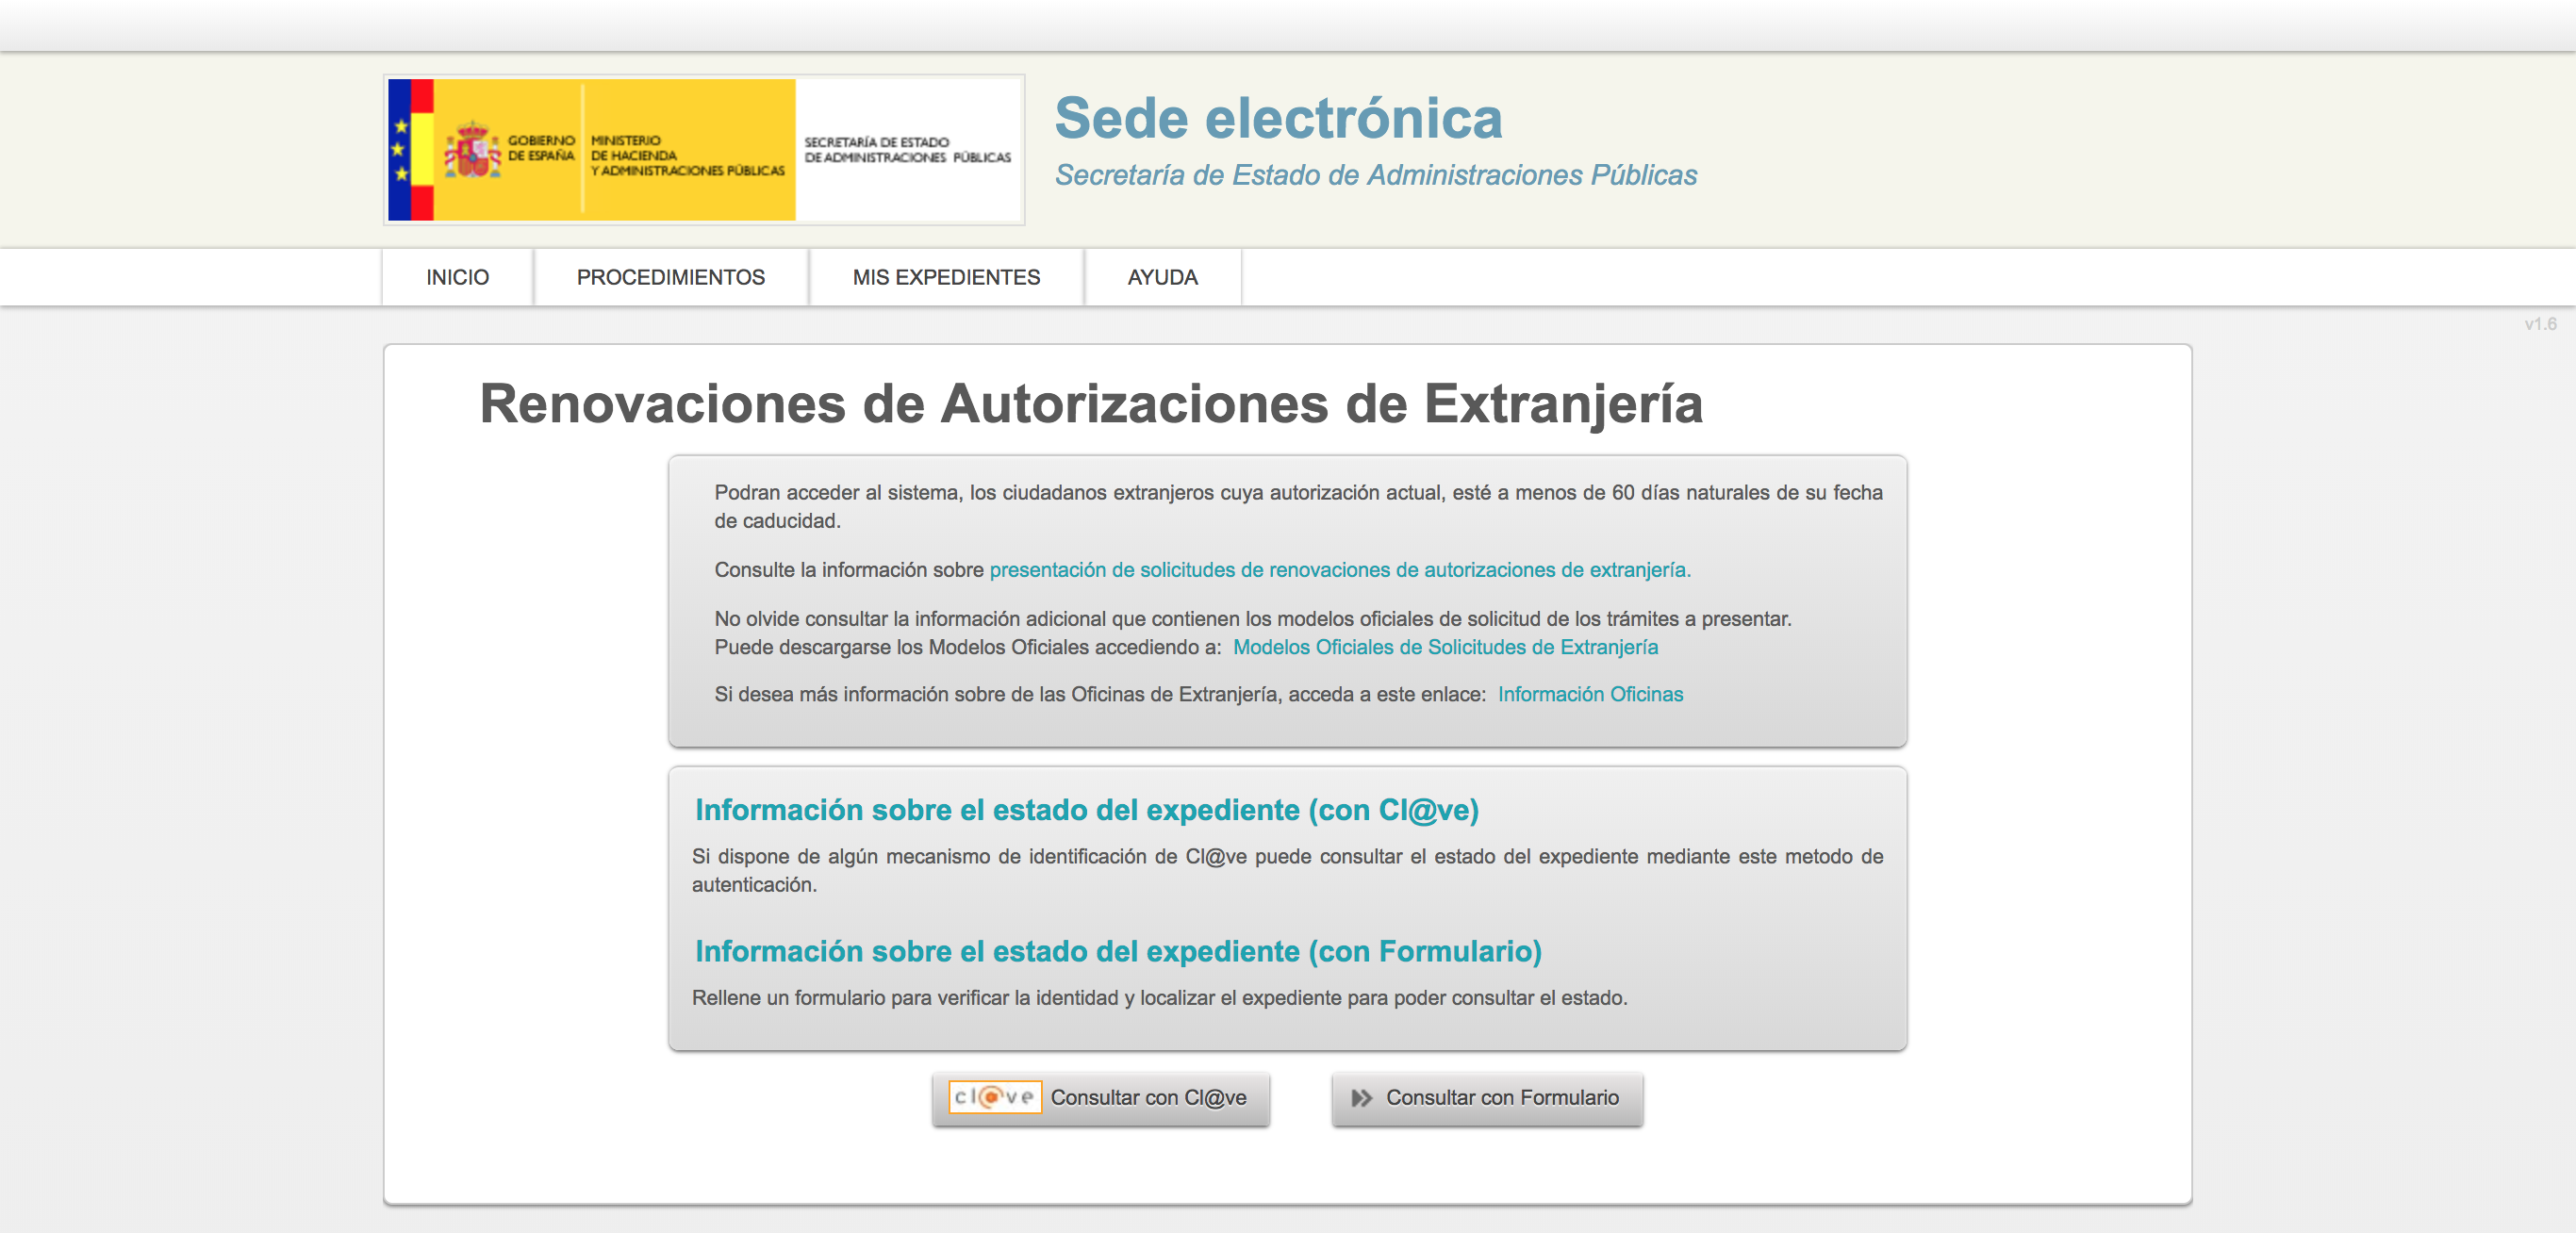 GOBIERNO
DE ESPAÑA
MINISTERIO
DE HACIENDA
Y ADMINISTRACIONES PÚBLICAS
SECRETARÍA DE ESTADO
DE ADMINISTRACIONES PÚBLICAS
Sede electrónica
Secretaría de Estado de Administraciones Públicas
INICIO
PROCEDIMIENTOS
MIS EXPEDIENTES
AYUDA
v1.6
Renovaciones de Autorizaciones de Extranjería
Podran acceder al sistema, los ciudadanos extranjeros cuya autorización actual, esté a menos de 60 días naturales de su fecha
de caducidad.
Consulte la información sobre presentación de solicitudes de renovaciones de autorizaciones de extranjería.
No olvide consultar la información adicional que contienen los modelos oficiales de solicitud de los trámites a presentar.
Puede descargarse los Modelos Oficiales accediendo a: Modelos Oficiales de Solicitudes de Extranjería
Si desea más información sobre de las Oficinas de Extranjería, acceda a este enlace: Información Oficinas
Información sobre el estado del expediente (con Cl@ve)
Si dispone de algún mecanismo de identificación de Cl@ve puede consultar el estado del expediente mediante este metodo de
autenticación.
Información sobre el estado del expediente (con Formulario)
Rellene un formulario para verificar la identidad y localizar el expediente para poder consultar el estado.
cl@ve Consultar con Cl@ve
Consultar con Formulario